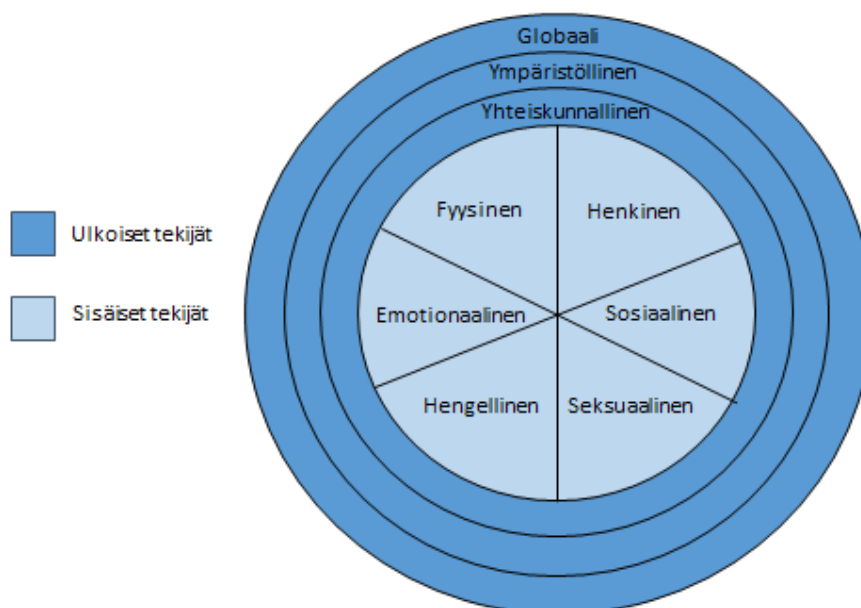 Globaali
Ympäristöllinen
Yhteiskunnallinen
Fyysinen
Henkinen
Ulkoiset tekijät
Sisäiset tekijät
Emotionaalinen
Sosiaalinen
Hengellinen
Seksuaalinen